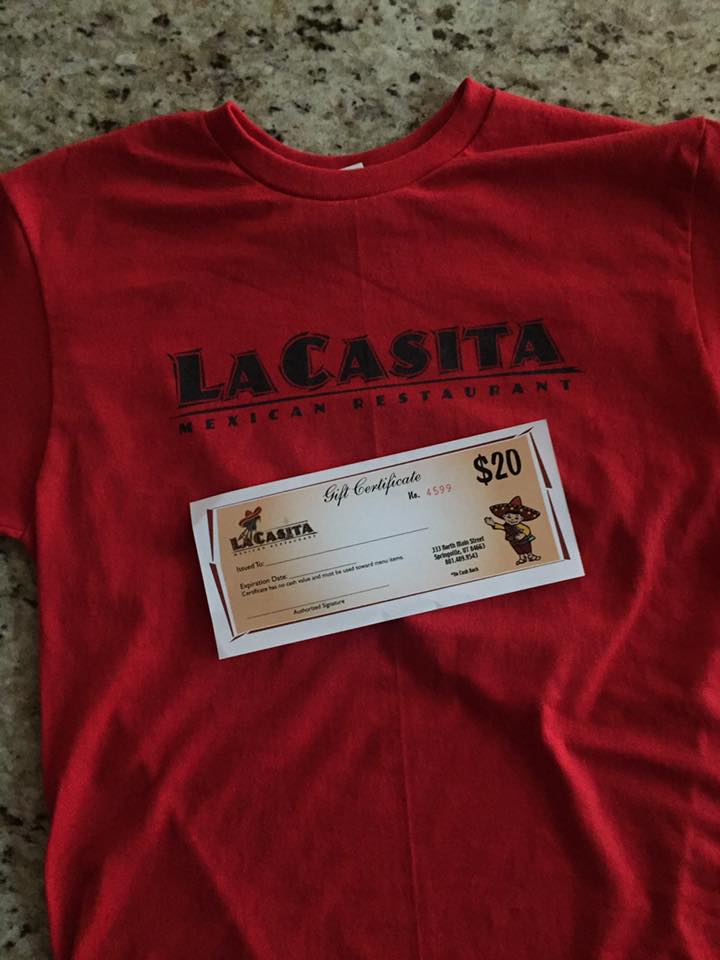 LACASITA
MEXICAN RESTAURANT
Gift Certificate
No. 4599
$20
LACASITA
MEXICAN RESTAURANT
Issued To:
Expiration Date:
Certificate has no cash value and must be used toward menu items.
Authorized Signature
333 North Main Street
Springville, UT 84663
801.489.9543
*No Cash Back